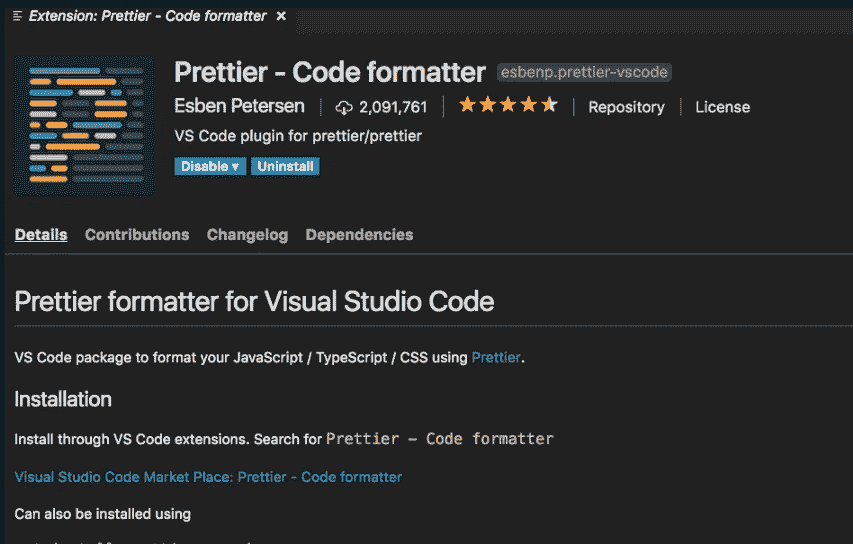 Extension: Prettier - Code formatter ×
Prettier - Code formatter esbenp.prettier-vscode
Esben Petersen | 2,091,761 | Repository | License
VS Code plugin for prettier/prettier
Disable ▾ Uninstall
Details Contributions Changelog Dependencies
Prettier formatter for Visual Studio Code
VS Code package to format your JavaScript / TypeScript / CSS using Prettier.
Installation
Install through VS Code extensions. Search for Prettier - Code formatter
Visual Studio Code Market Place: Prettier - Code formatter
Can also be installed using